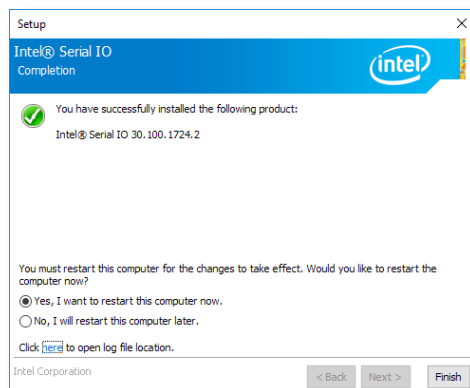 Setup
Intel® Serial IO
Completion
intel
You have successfully installed the following product:
Intel® Serial IO 30.100.1724.2
You must restart this computer for the changes to take effect. Would you like to restart the
computer now?
Yes, I want to restart this computer now.
No, I will restart this computer later.
Click here to open log file location.
Intel Corporation
< Back Next > Finish